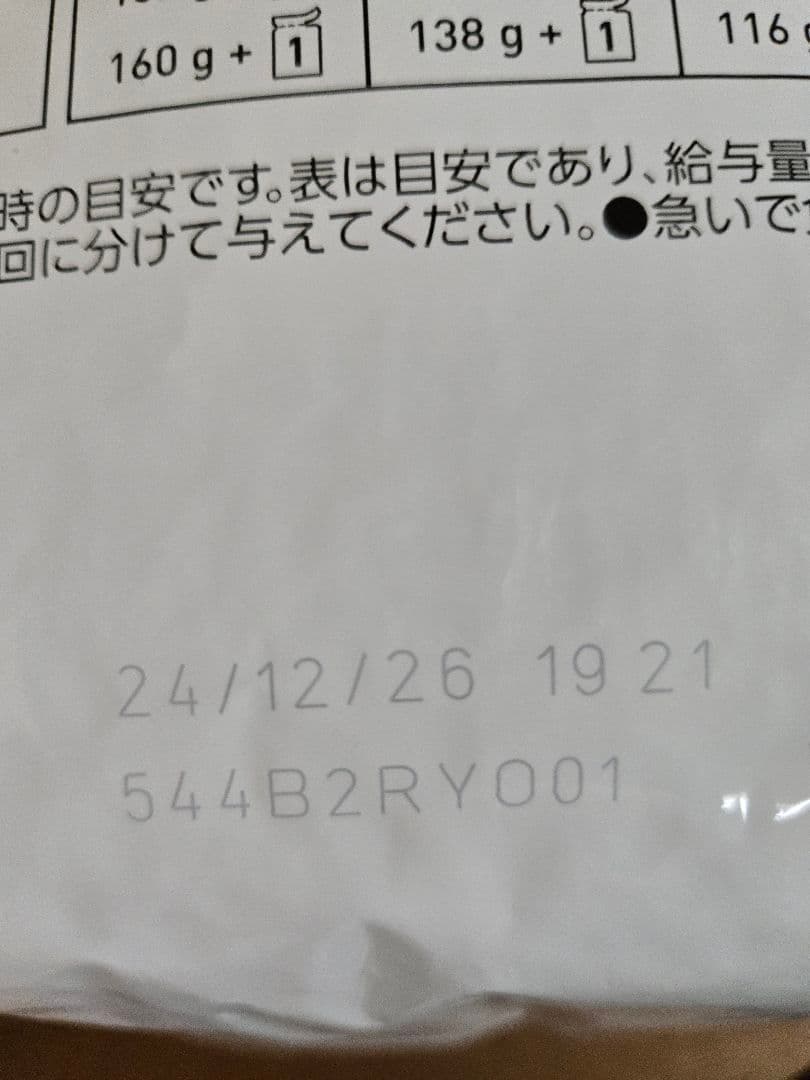 160 g + 1 138 g + 1 116
時の目安です。表は目安であり、給与量
回に分けて与えてください。●急いで
24/12/26 19 21
544B2RYO01